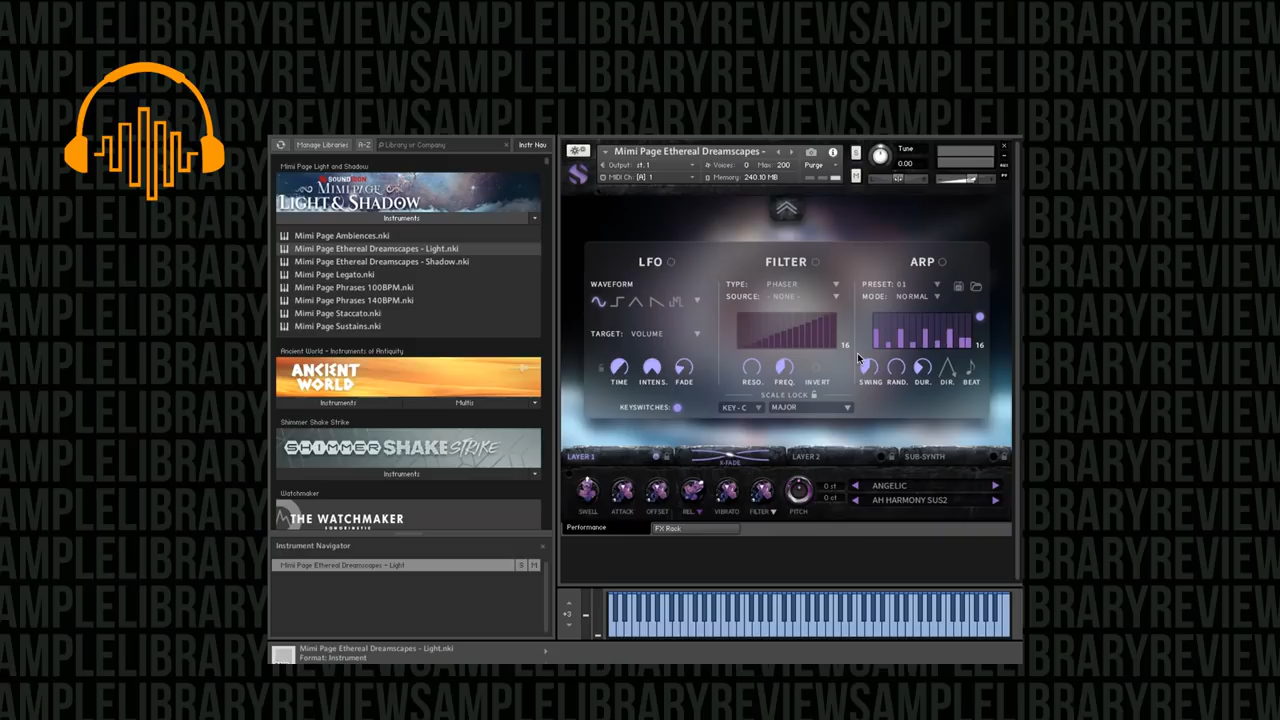 SAMPLELIBRARYREVIEWS
Manage Libraries A-Z Library or Company × Instr Nav
Mimi Page Light and Shadow
SOUNDIRON
MIMI PAGE
LIGHT & SHADOW
Instruments
Mimi Page Ambiences.nki
Mimi Page Ethereal Dreamscapes - Light.nki
Mimi Page Ethereal Dreamscapes - Shadow.nki
Mimi Page Legato.nki
Mimi Page Phrases 100BPM.nki
Mimi Page Phrases 140BPM.nki
Mimi Page Staccato.nki
Mimi Page Sustains.nki
Ancient World - Instruments of Antiquity
ANCIENT
WORLD
Instruments Multis
Shimmer Shake Strike
SHIMMER SHAKE STRIKE
Instruments
Watchmaker
THE WATCHMAKER
Instrument Navigator ×
Mimi Page Ethereal Dreamscapes - Light S M
Mimi Page Ethereal Dreamscapes - Light.nki
Format: Instrument
Mimi Page Ethereal Dreamscapes -
Output: st. 1 Voices: 0 Max: 200 Purge
MIDI Ch: [A] 1 Memory: 240.10 MB
S
M
Tune
0.00
LFO FILTER ARP
WAVEFORM
TYPE: PHASER
SOURCE: - NONE -
PRESET: 01
MODE: NORMAL
TARGET: VOLUME
16 16
TIME INTENS. FADE RESO. FREQ. INVERT SWING RAND. DUR. DIR. BEAT
SCALE LOCK
KEYSWITCHES: KEY - C MAJOR
LAYER 1 X-FADE LAYER 2 SUB-SYNTH
0 st ANGELIC
0 ct AH HARMONY SUS2
SWELL ATTACK OFFSET REL. VIBRATO FILTER PITCH
Performance FX Rack
+3